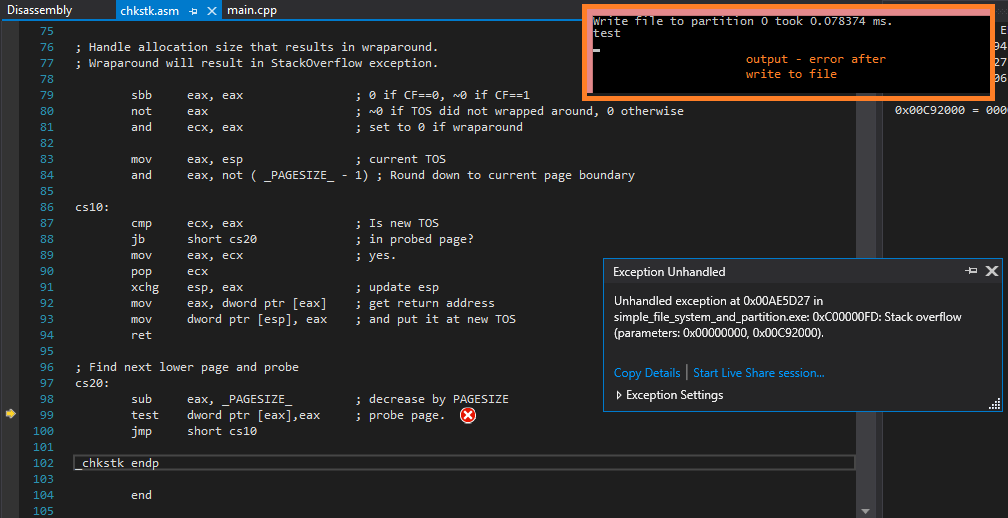 Disassembly
chkstk.asm
main.cpp
Write file to partition 0 took 0.078374 ms.
test
output - error after
write to file
E
94
27
06
0x00C92000 = 000
75
76 ; Handle allocation size that results in wraparound.
77 ; Wraparound will result in StackOverflow exception.
78
79 sbb eax, eax ; 0 if CF==0, ~0 if CF==1
80 not eax ; ~0 if TOS did not wrapped around, 0 otherwise
81 and ecx, eax ; set to 0 if wraparound
82
83 mov eax, esp ; current TOS
84 and eax, not ( _PAGESIZE_ - 1) ; Round down to current page boundary
85
86 cs10:
87 cmp ecx, eax ; Is new TOS
88 jb short cs20 ; in probed page?
89 mov eax, ecx ; yes.
90 pop ecx
91 xchg esp, eax ; update esp
92 mov eax, dword ptr [eax] ; get return address
93 mov dword ptr [esp], eax ; and put it at new TOS
94 ret
95
96 ; Find next lower page and probe
97 cs20:
98 sub eax, _PAGESIZE_ ; decrease by PAGESIZE
99 test dword ptr [eax],eax ; probe page.
100 jmp short cs10
101
102 _chkstk endp
103
104 end
105
Exception Unhandled
Unhandled exception at 0x00AE5D27 in
simple_file_system_and_partition.exe: 0xC00000FD: Stack overflow
(parameters: 0x00000000, 0x00C92000).
Copy Details | Start Live Share session...
Exception Settings